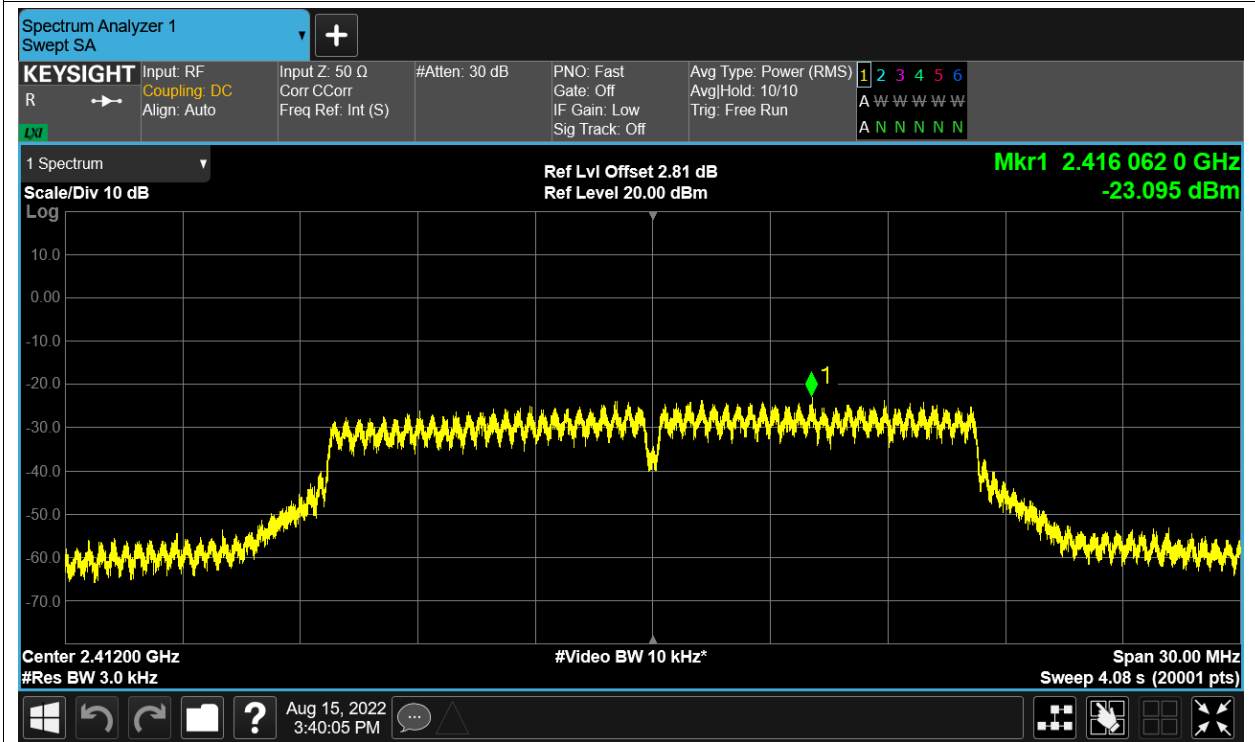 Spectrum Analyzer 1
Swept SA
KEYSIGHT
R
LXI
Input: RF
Coupling: DC
Align: Auto
Input Z: 50 Ω
Corr CCorr
Freq Ref: Int (S)
#Atten: 30 dB
PNO: Fast
Gate: Off
IF Gain: Low
Sig Track: Off
Avg Type: Power (RMS)
Avg|Hold: 10/10
Trig: Free Run
1 2 3 4 5 6
A W W W W W
A N N N N N
1 Spectrum
Scale/Div 10 dB
Ref Lvl Offset 2.81 dB
Ref Level 20.00 dBm
Mkr1 2.416 062 0 GHz
-23.095 dBm
Log
10.0
0.00
-10.0
-20.0
-30.0
-40.0
-50.0
-60.0
-70.0
1
Center 2.41200 GHz
#Res BW 3.0 kHz
#Video BW 10 kHz*
Span 30.00 MHz
Sweep 4.08 s (20001 pts)
?
Aug 15, 2022
3:40:05 PM